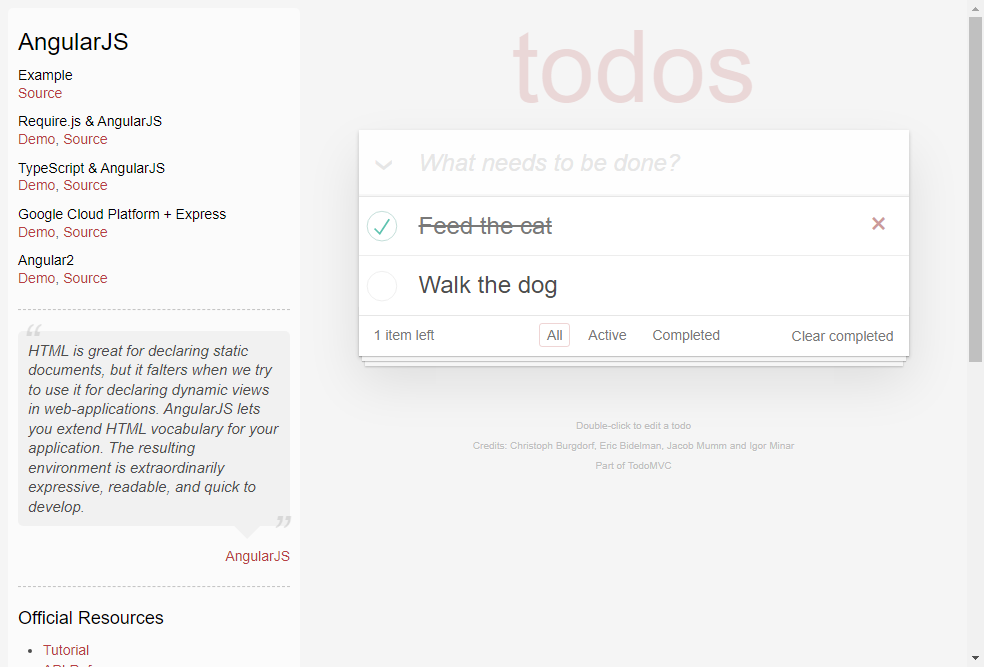 AngularJS
Example
Source
Require.js & AngularJS
Demo, Source
TypeScript & AngularJS
Demo, Source
Google Cloud Platform + Express
Demo, Source
Angular2
Demo, Source
“
HTML is great for declaring static
documents, but it falters when we try
to use it for declaring dynamic views
in web-applications. AngularJS lets
you extend HTML vocabulary for your
application. The resulting
environment is extraordinarily
expressive, readable, and quick to
develop.
”
AngularJS
Official Resources
• Tutorial
todos
What needs to be done?
Feed the cat
Walk the dog
1 item left All Active Completed Clear completed
Double-click to edit a todo
Credits: Christoph Burgdorf, Eric Bidelman, Jacob Mumm and Igor Minar
Part of TodoMVC